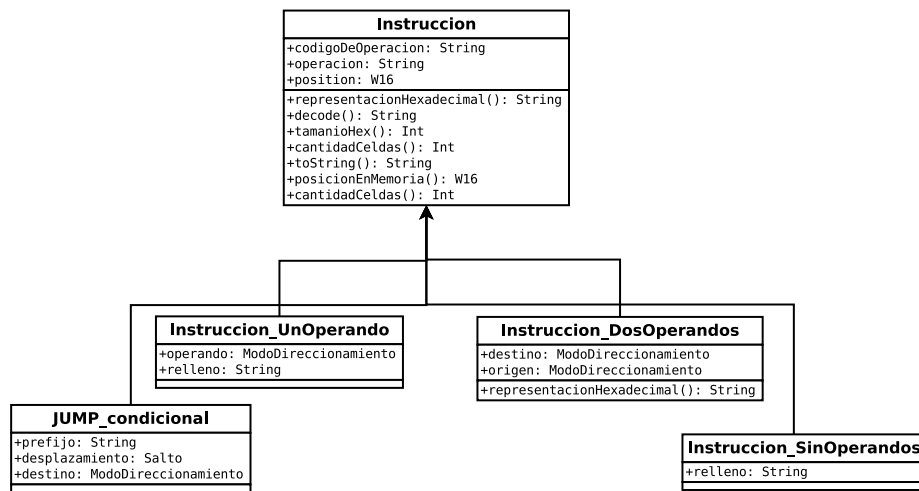 Instruccion
+codigoDeOperacion: String
+operacion: String
+position: W16
+representacionHexadecimal(): String
+decode(): String
+tamanioHex(): Int
+cantidadCeldas(): Int
+toString(): String
+posicionEnMemoria(): W16
+cantidadCeldas(): Int
Instruccion_UnOperando
+operando: ModoDireccionamiento
+relleno: String
Instruccion_DosOperandos
+destino: ModoDireccionamiento
+origen: ModoDireccionamiento
+representacionHexadecimal(): String
JUMP_condicional
+prefijo: String
+desplazamiento: Salto
+destino: ModoDireccionamiento
Instruccion_SinOperandos
+relleno: String